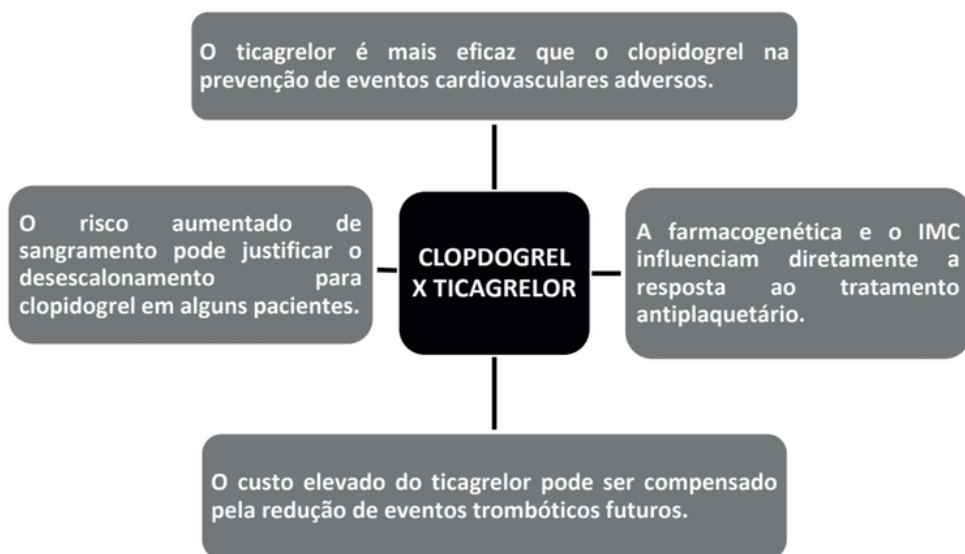 O ticagrelor é mais eficaz que o clopidogrel na
prevenção de eventos cardiovasculares adversos.
O risco aumentado de
sangramento pode justificar o
desescalonamento para
clopidogrel em alguns pacientes.
CLOPDOGREL
X TICAGRELOR
A farmacogenética e o IMC
influenciam diretamente a
resposta ao tratamento
antiplaquetário.
O custo elevado do ticagrelor pode ser compensado
pela redução de eventos trombóticos futuros.